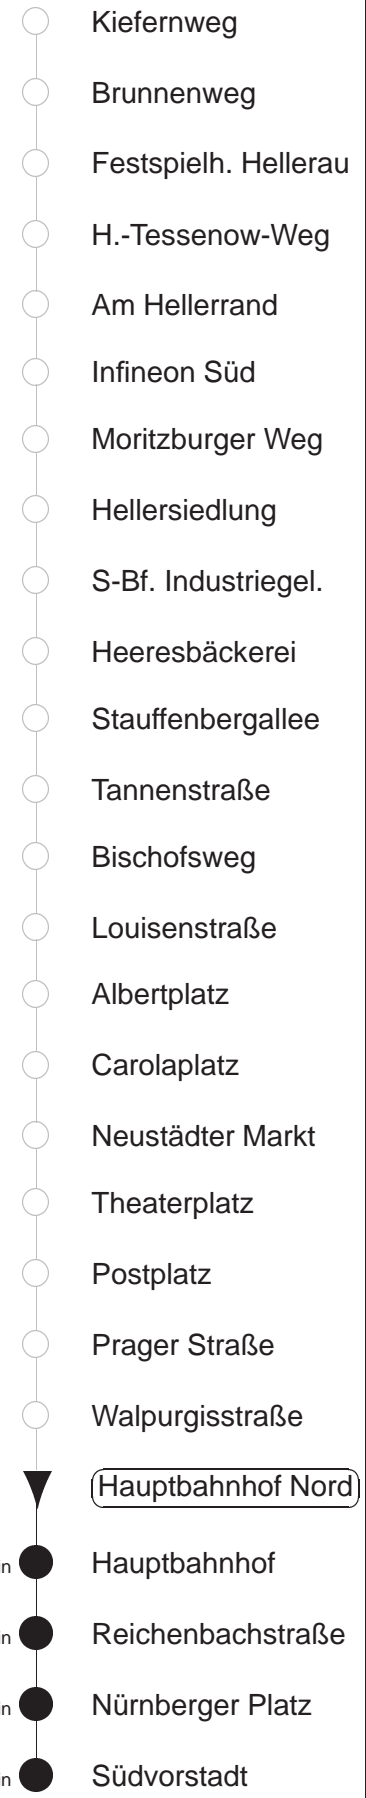 Kiefernweg
Brunnenweg
Festspielh. Hellerau
H.-Tessenow-Weg
Am Hellerrand
Infineon Süd
Moritzburger Weg
Hellersiedlung
S-Bf. Industriegel.
Heeresbäckerei
Stauffenbergallee
Tannenstraße
Bischofsweg
Louisenstraße
Albertplatz
Carolaplatz
Neustädter Markt
Theaterplatz
Postplatz
Prager Straße
Walpurgisstraße
Hauptbahnhof Nord
Hauptbahnhof
Reichenbachstraße
Nürnberger Platz
Südvorstadt